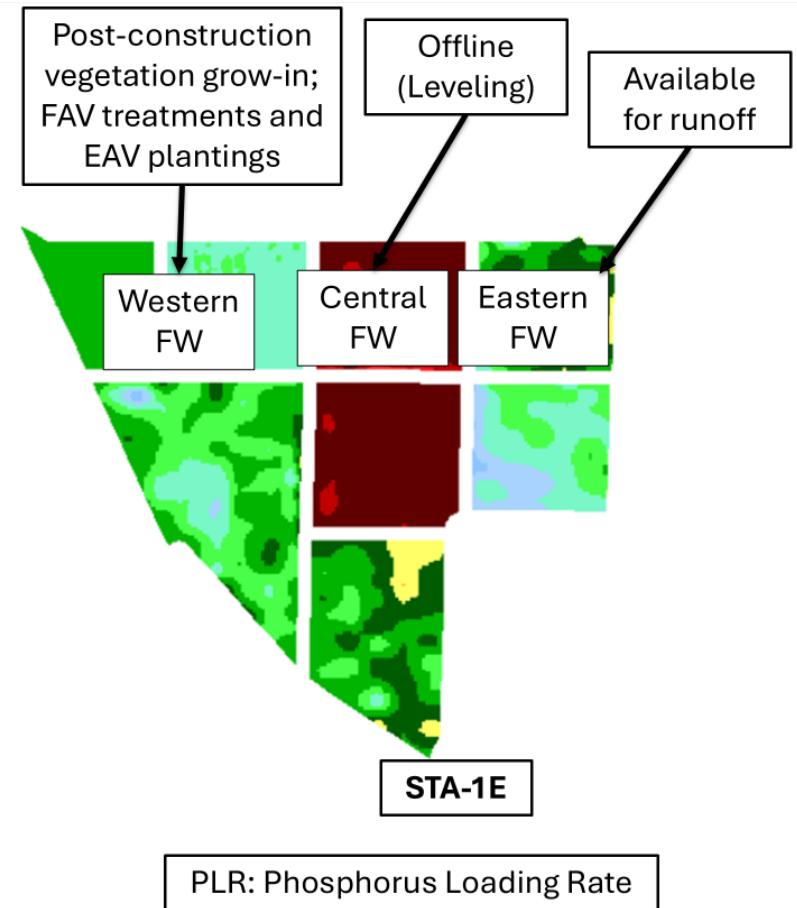 Post-construction
vegetation grow-in;
FAV treatments and
EAV plantings
Offline
(Leveling)
Available
for runoff
Western
FW
Central
FW
Eastern
FW
STA-1E
PLR: Phosphorus Loading Rate